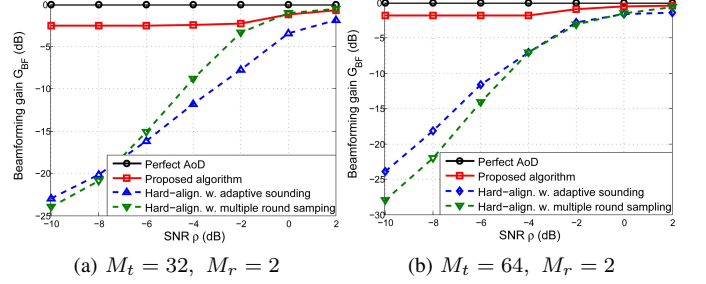 0
−5
−10
−15
−20
−25
Beamforming gain G_BF (dB)
Perfect AoD
Proposed algorithm
Hard−align. w. adaptive sounding
Hard−align. w. multiple round sampling
−10 −8 −6 −4 −2 0 2
SNR ρ (dB)
(a) M_t = 32, M_r = 2
0
−5
−10
−15
−20
−25
−30
Beamforming gain G_BF (dB)
Perfect AoD
Proposed algorithm
Hard−align. w. adaptive sounding
Hard−align. w. multiple round sampling
−10 −8 −6 −4 −2 0 2
SNR ρ (dB)
(b) M_t = 64, M_r = 2